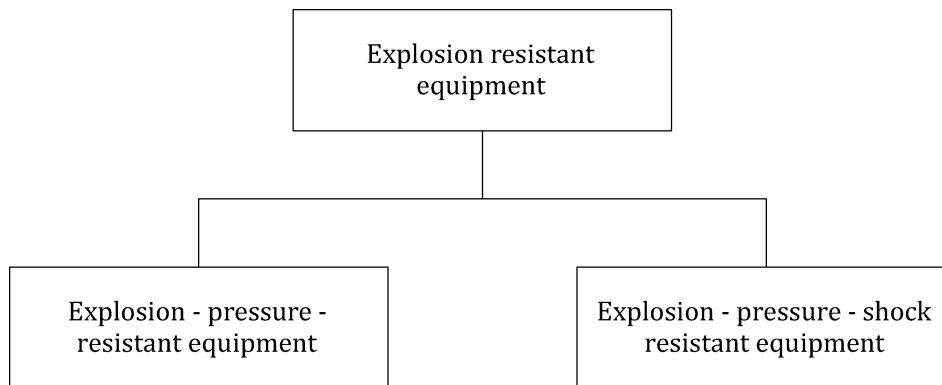 Explosion resistant
equipment
Explosion - pressure -
resistant equipment
Explosion - pressure - shock
resistant equipment